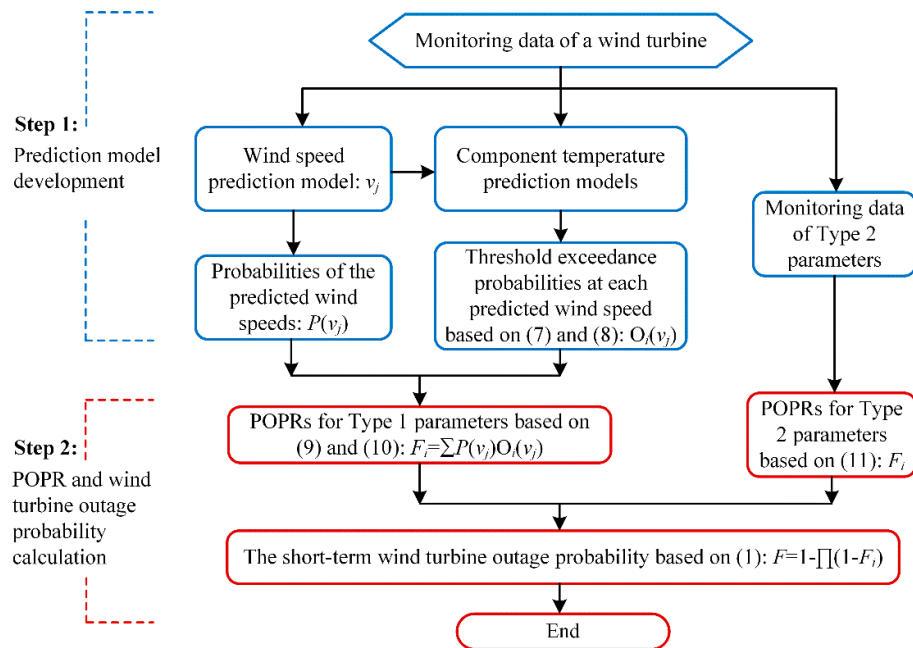 Monitoring data of a wind turbine
Step 1:
Prediction model
development
Wind speed
prediction model: vj
Component temperature
prediction models
Monitoring data
of Type 2
parameters
Probabilities of the
predicted wind
speeds: P(vj)
Threshold exceedance
probabilities at each
predicted wind speed
based on (7) and (8): Oi(vj)
Step 2:
POPR and wind
turbine outage
probability
calculation
POPRs for Type 1 parameters based on
(9) and (10): Fi=∑P(vj)Oi(vj)
POPRs for Type
2 parameters
based on (11): Fi
The short-term wind turbine outage probability based on (1): F=1-∏(1-Fi)
End